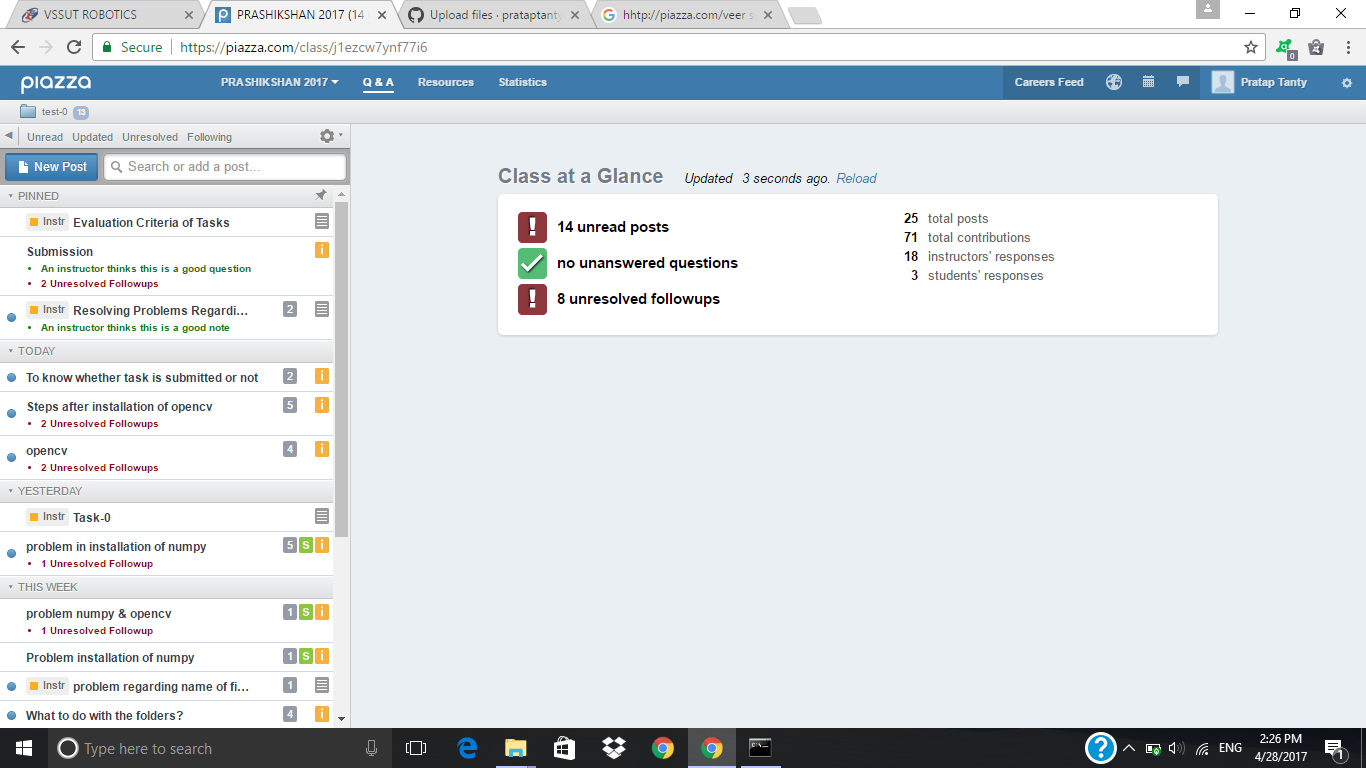 VSSUT ROBOTICS
PRASHIKSHAN 2017 (14
Upload files · prataptant
hhtp://piazza.com/veer s
Secure https://piazza.com/class/j1ezcw7ynf77i6
0
piazza PRASHIKSHAN 2017 Q & A Resources Statistics Careers Feed Pratap Tanty
test-0 13
Unread Updated Unresolved Following
New Post Search or add a post...
PINNED
Instr Evaluation Criteria of Tasks
Submission i
• An instructor thinks this is a good question
• 2 Unresolved Followups
Instr Resolving Problems Regardi... 2
• An instructor thinks this is a good note
TODAY
To know whether task is submitted or not 2 i
Steps after installation of opencv 5 i
• 2 Unresolved Followups
opencv 4 i
• 2 Unresolved Followups
YESTERDAY
Instr Task-0
problem in installation of numpy 5 S i
• 1 Unresolved Followup
THIS WEEK
problem numpy & opencv 1 S i
• 1 Unresolved Followup
Problem installation of numpy 1 S i
Instr problem regarding name of fi... 1
What to do with the folders? 4 i
Class at a Glance Updated 3 seconds ago. Reload
! 14 unread posts
no unanswered questions
! 8 unresolved followups
25 total posts
71 total contributions
18 instructors' responses
3 students' responses
Type here to search
ENG
2:26 PM
4/28/2017
1